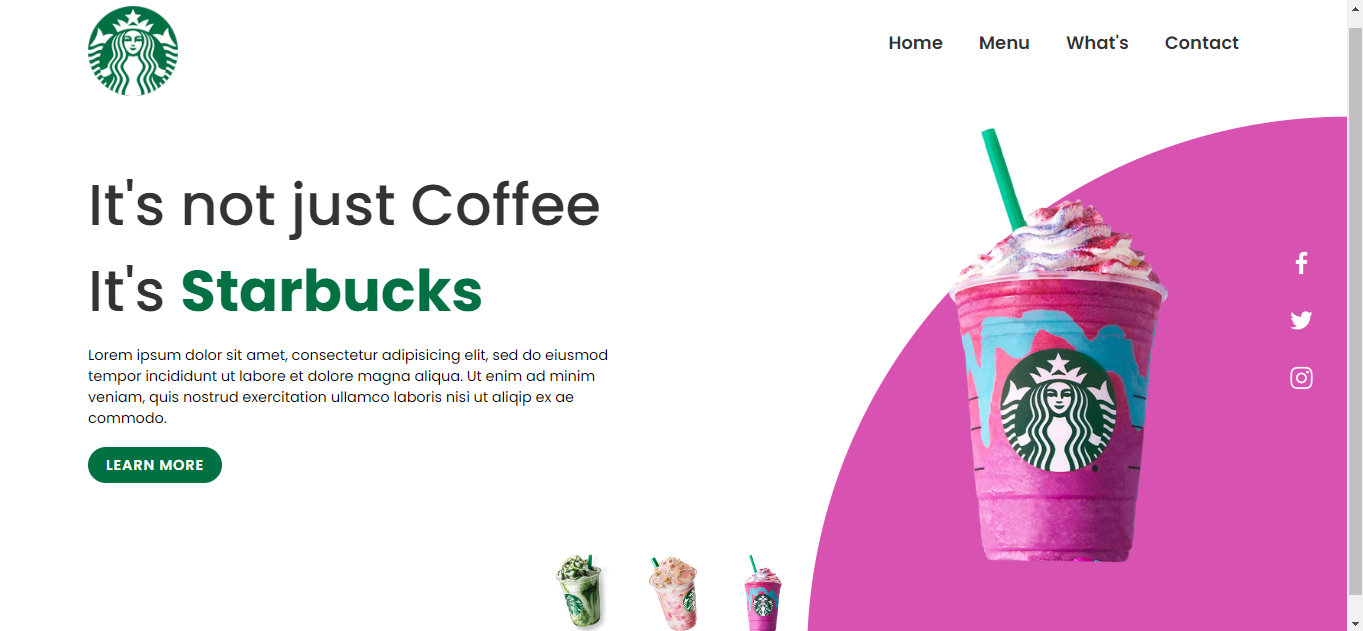 Home Menu What's Contact
It's not just Coffee
It's Starbucks
Lorem ipsum dolor sit amet, consectetur adipisicing elit, sed do eiusmod
tempor incididunt ut labore et dolore magna aliqua. Ut enim ad minim
veniam, quis nostrud exercitation ullamco laboris nisi ut aliqip ex ae
commodo.
LEARN MORE